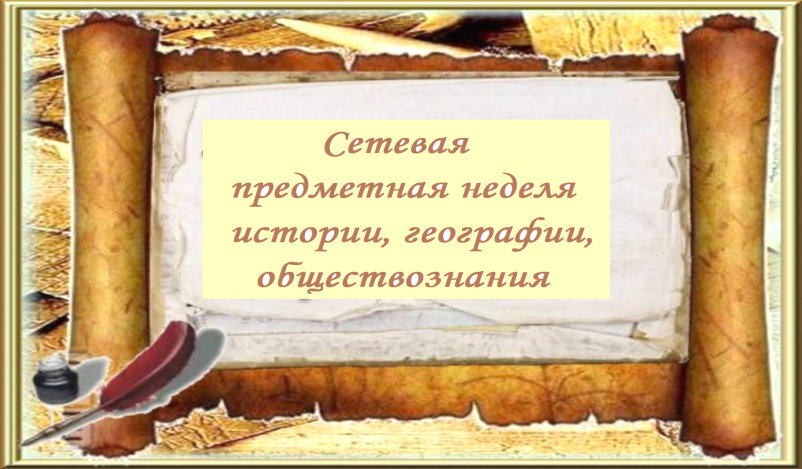 Сетевая
предметная неделя
истории, географии,
обществознания